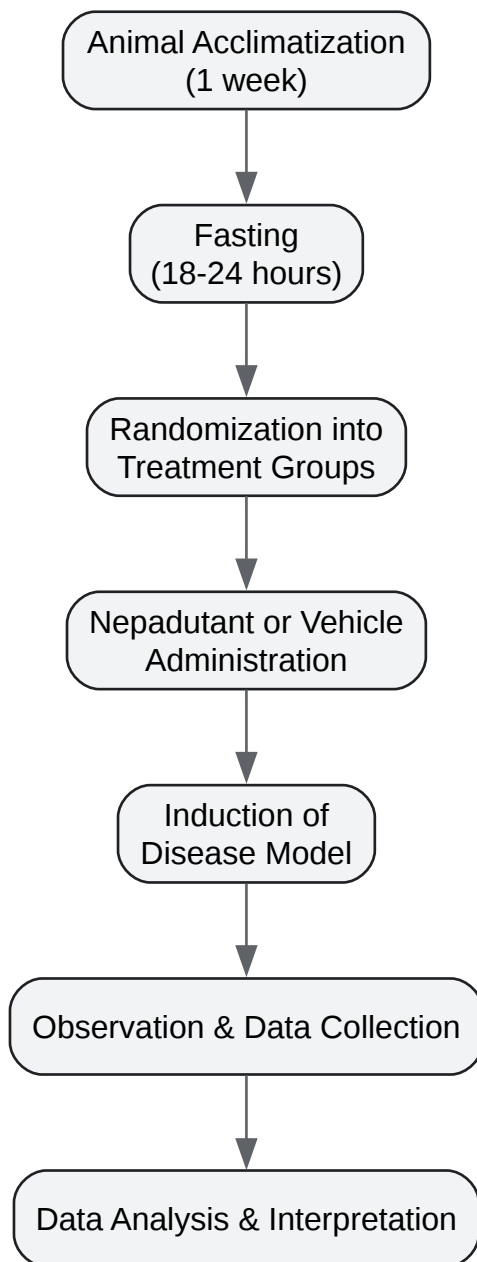 Animal Acclimatization
(1 week)
Fasting
(18-24 hours)
Randomization into
Treatment Groups
Nepadutant or Vehicle
Administration
Induction of
Disease Model
Observation & Data Collection
Data Analysis & Interpretation